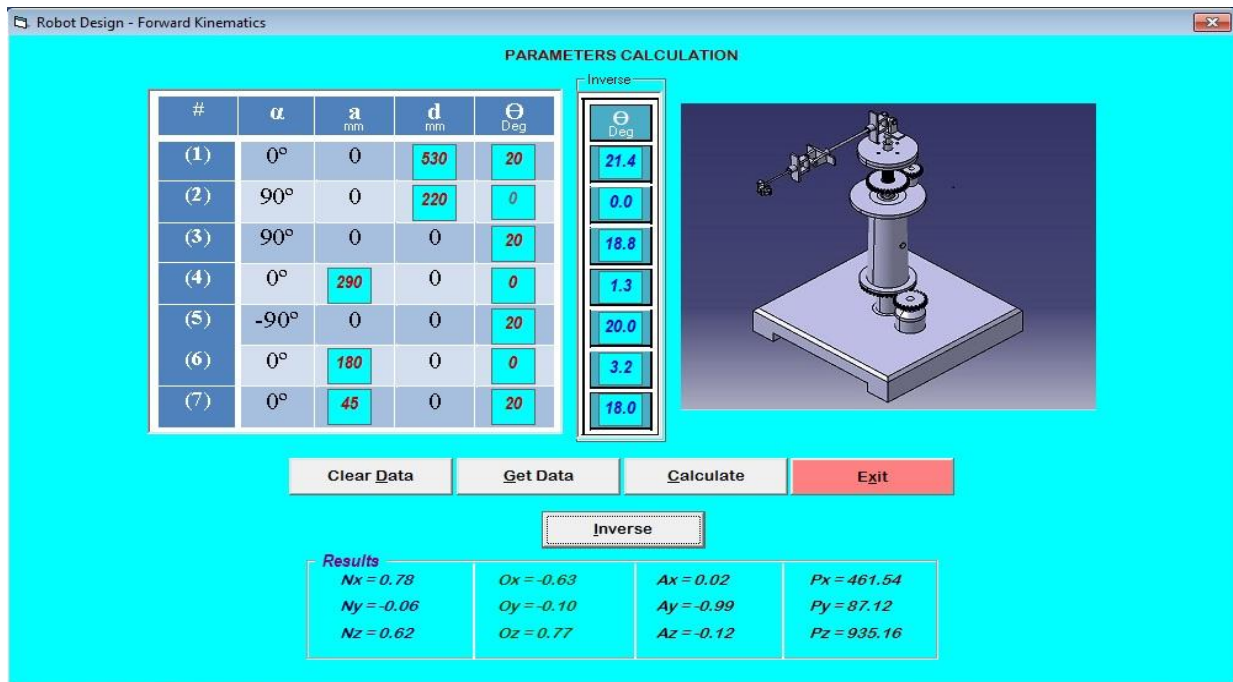 Robot Design - Forward Kinematics
PARAMETERS CALCULATION
Inverse
# α a mm d mm Θ Deg
Θ Deg
(1) 0° 0 530 20 21.4
(2) 90° 0 220 0 0.0
(3) 90° 0 0 20 18.8
(4) 0° 290 0 0 1.3
(5) -90° 0 0 20 20.0
(6) 0° 180 0 0 3.2
(7) 0° 45 0 20 18.0
Clear Data Get Data Calculate Exit
Inverse
Results
Nx = 0.78 Ox = -0.63 Ax = 0.02 Px = 461.54
Ny = -0.06 Oy = -0.10 Ay = -0.99 Py = 87.12
Nz = 0.62 Oz = 0.77 Az = -0.12 Pz = 935.16